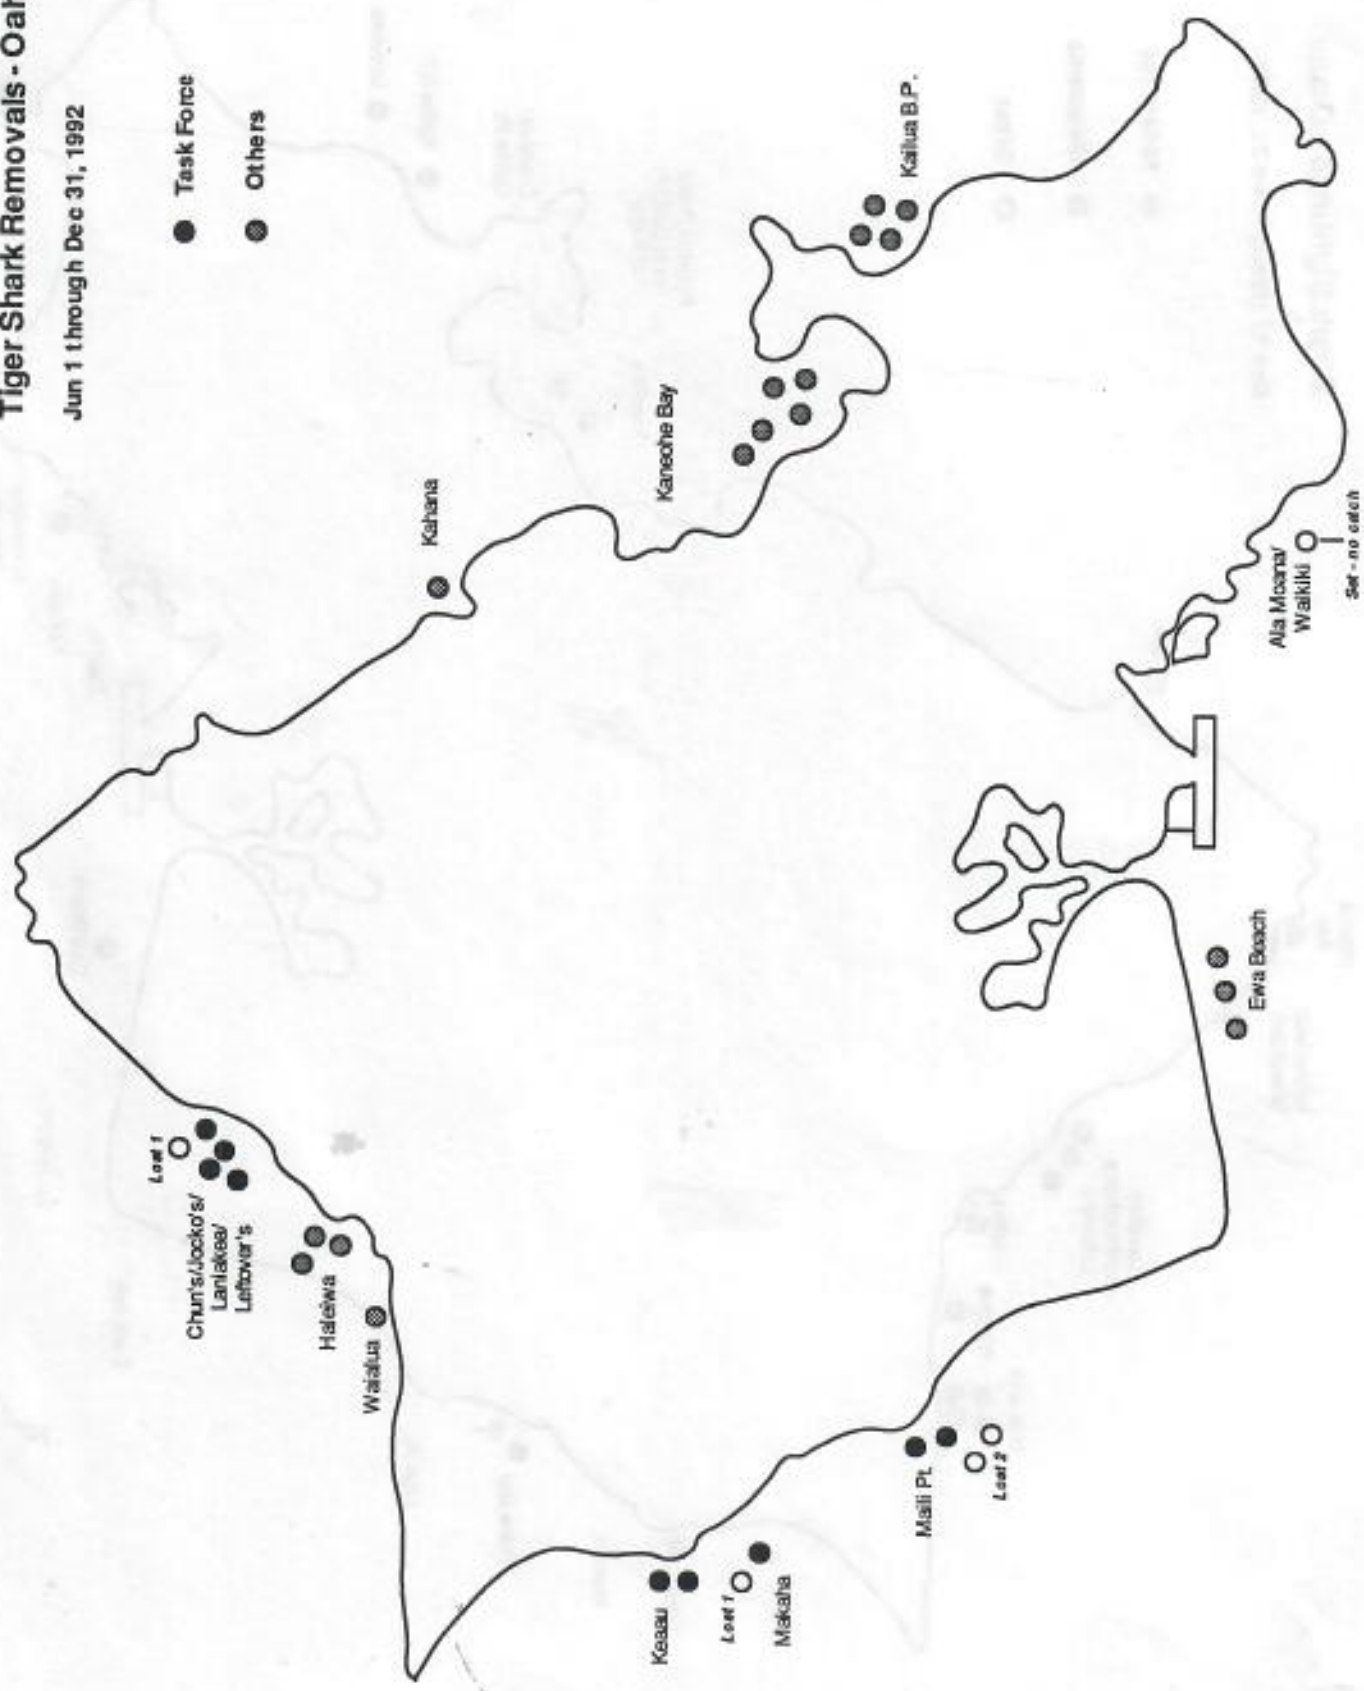 Tiger Shark Removals - Oah
Jun 1 through Dec 31, 1992
Task Force
Others
Kahana
Kaneohe Bay
Kailua B.P.
Lost 1
Chun's/Jocko's/
Laniakea/
Leftover's
Haleiwa
Waialua
Keaau
Lost 1
Makaha
Maili Pt.
Lost 2
Ewa Beach
Ala Moana/
Waikiki
Set - no catch